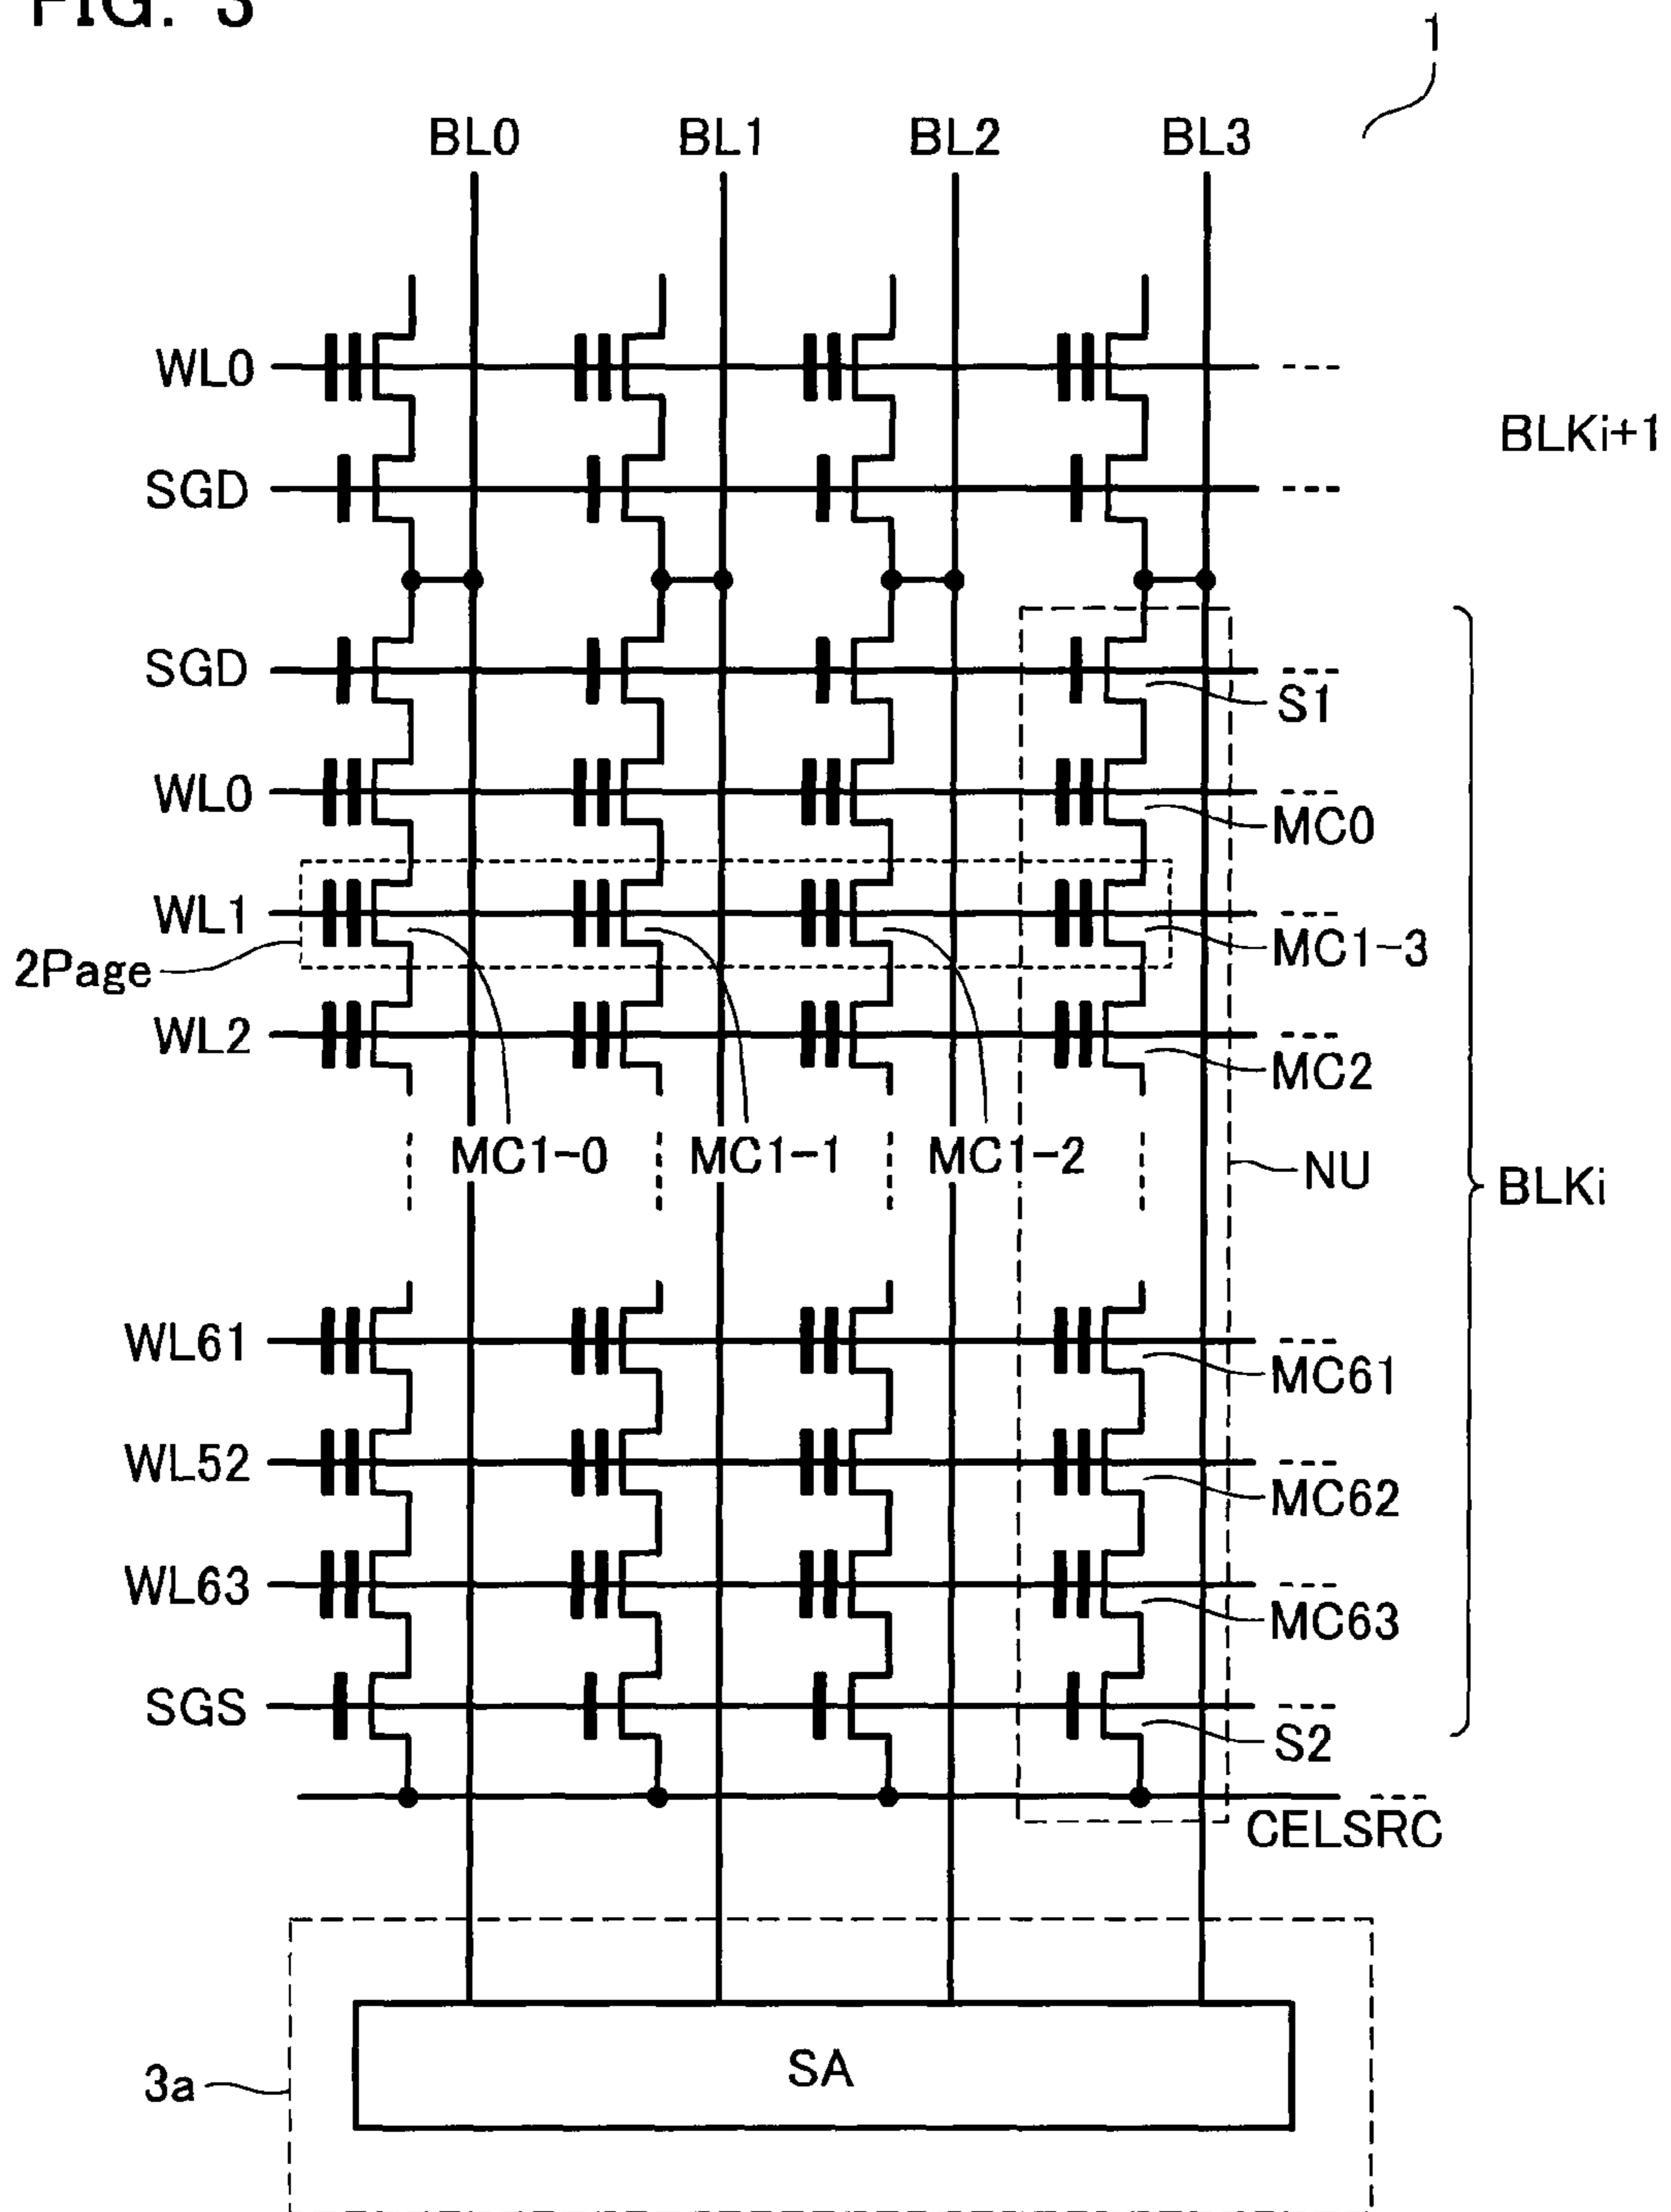 FIG. 3
1
BL0 BL1 BL2 BL3
WL0
BLKi+1
SGD
SGD
S1
WL0
MC0
WL1
MC1-3
2Page
WL2
MC2
MC1-0 MC1-1 MC1-2
NU
BLKi
WL61
MC61
WL52
MC62
WL63
MC63
SGS
S2
CELSRC
SA
3a